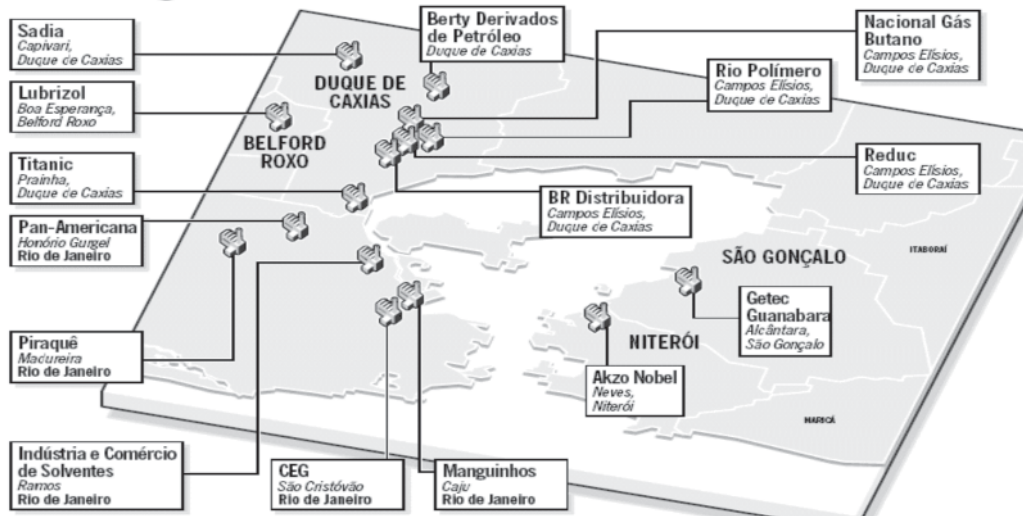 Sadia
Capivari,
Duque de Caxias
Lubrizol
Boa Esperança,
Belford Roxo
Titanic
Prainha,
Duque de Caxias
Pan-Americana
Honório Gurgel
Rio de Janeiro
Piraquê
Madureira
Rio de Janeiro
Indústria e Comércio
de Solventes
Ramos
Rio de Janeiro
DUQUE DE
CAXIAS
BELFORD
ROXO
Berty Derivados
de Petróleo
Duque de Caxias
Nacional Gás
Butano
Campos Elísios,
Duque de Caxias
Rio Polímero
Campos Elísios,
Duque de Caxias
Reduc
Campos Elísios,
Duque de Caxias
BR Distribuidora
Campos Elísios,
Duque de Caxias
SÃO GONÇALO
ITABORAÍ
Getec
Guanabara
Alcântara,
São Gonçalo
NITERÓI
Akzo Nobel
Neves,
Niterói
MARICÁ
CEG
São Cristóvão
Rio de Janeiro
Manguinhos
Caju
Rio de Janeiro